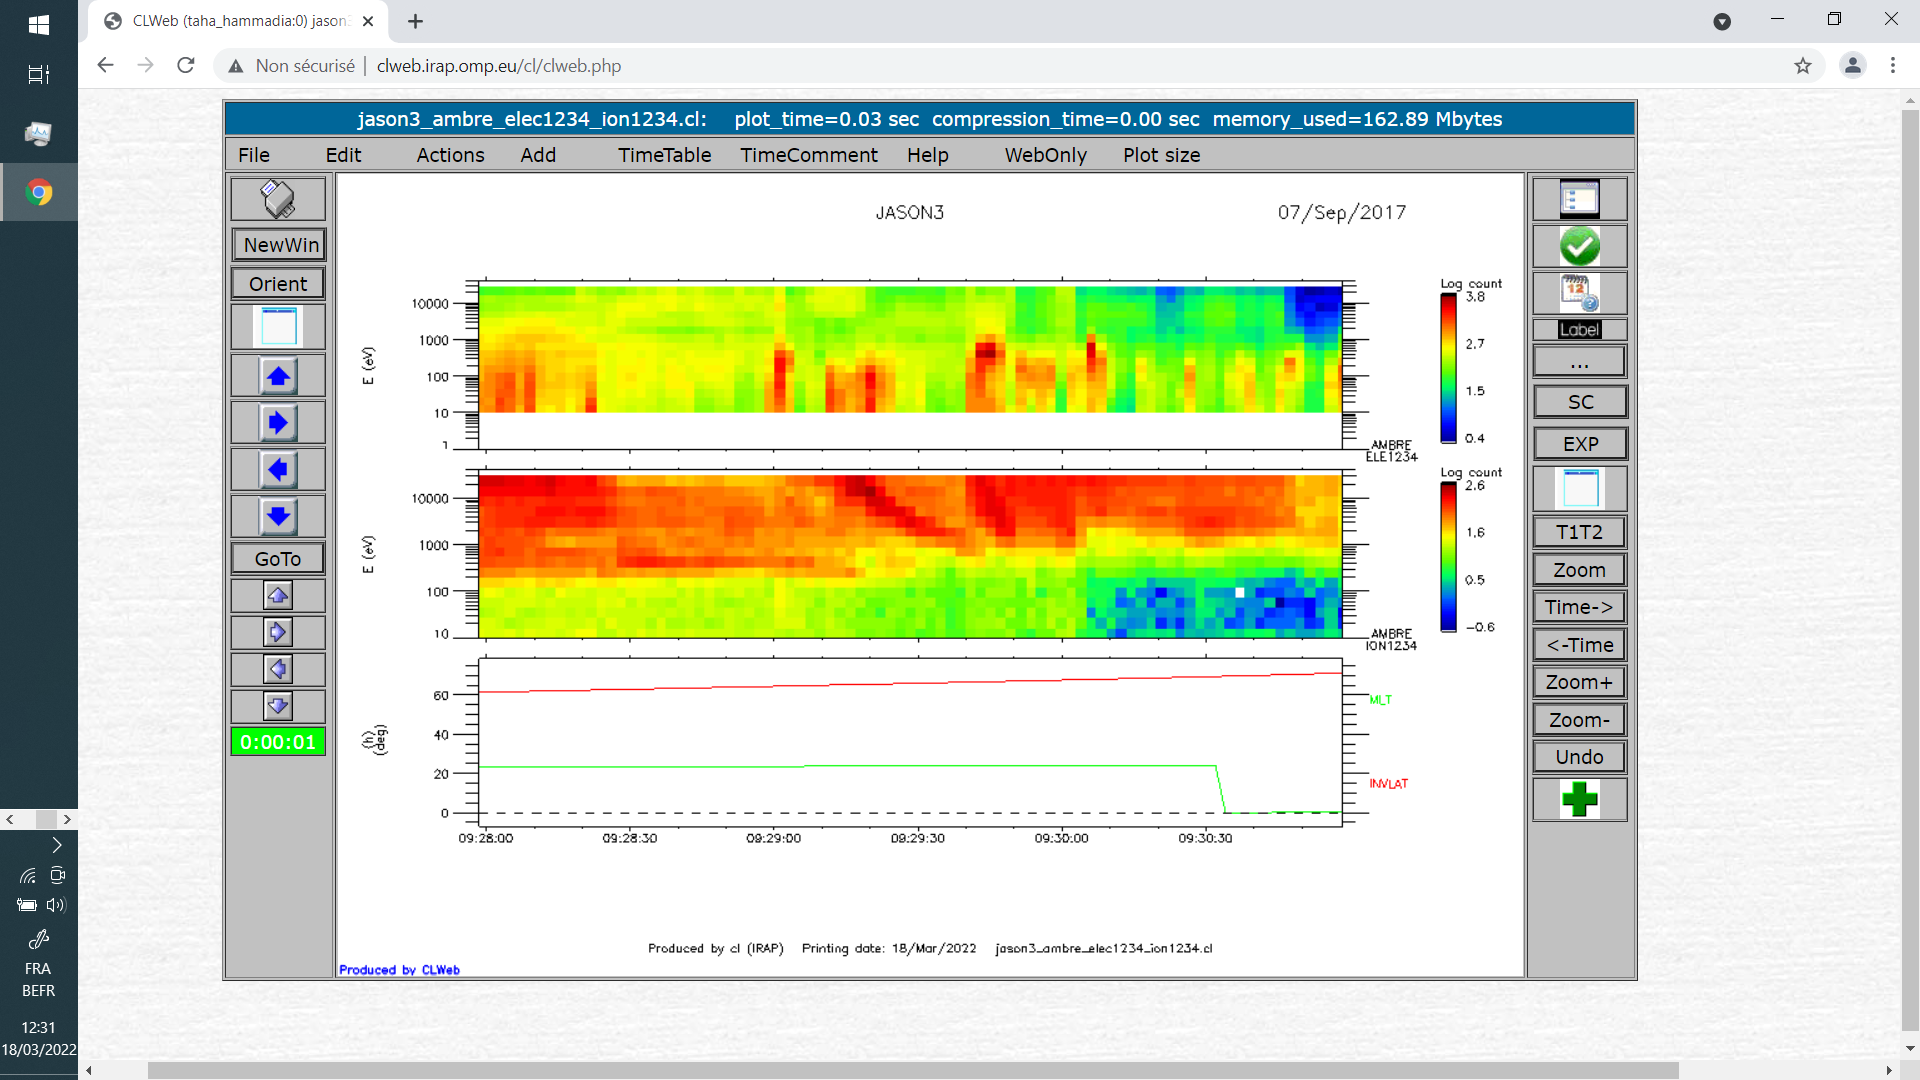 CLWeb (taha_hammadia:0) jason3
Non sécurisé | clweb.irap.omp.eu/cl/clweb.php
jason3_ambre_elec1234_ion1234.cl: plot_time=0.03 sec compression_time=0.00 sec memory_used=162.89 Mbytes
File Edit Actions Add TimeTable TimeComment Help WebOnly Plot size
NewWin
Orient
GoTo
0:00:01
JASON3
07/Sep/2017
10000
1000
100
10
1
E (eV)
Log count
3.8
2.7
1.5
0.4
AMBRE
ELE1234
10000
1000
100
10
E (eV)
Log count
2.6
1.6
0.5
-0.6
AMBRE
ION1234
60
40
20
0
(h)
(deg)
MLT
INVLAT
09:28:00 09:28:30 09:29:00 09:29:30 09:30:00 09:30:30
Produced by cl (IRAP) Printing date: 18/Mar/2022 jason3_ambre_elec1234_ion1234.cl
Produced by CLWeb
12
Label
...
SC
EXP
T1T2
Zoom
Time->
<-Time
Zoom+
Zoom-
Undo
FRA
BEFR
12:31
18/03/2022